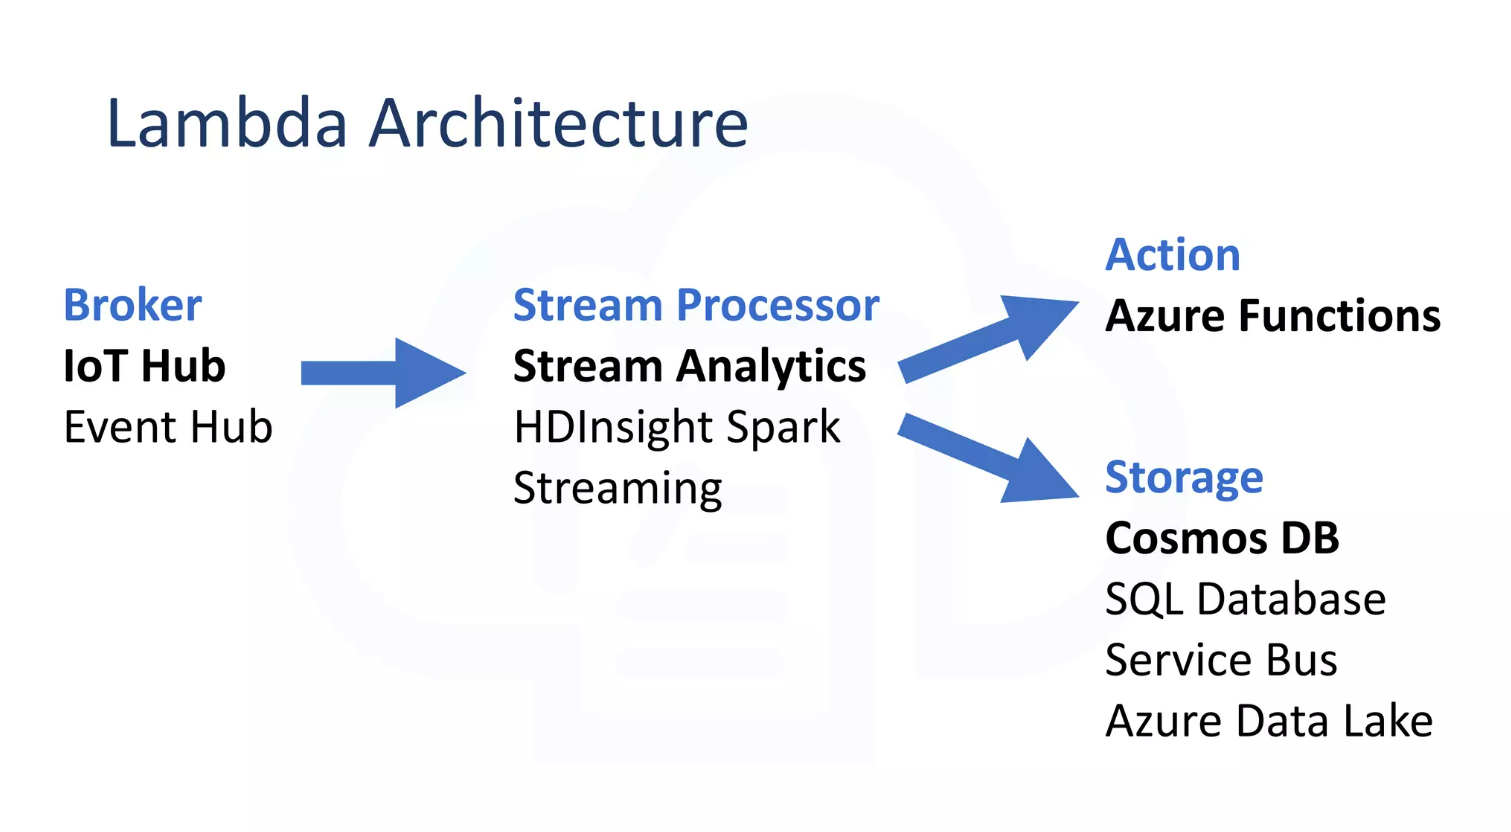 Lambda Architecture
Broker
IoT Hub
Event Hub
Stream Processor
Stream Analytics
HDInsight Spark
Streaming
Action
Azure Functions
Storage
Cosmos DB
SQL Database
Service Bus
Azure Data Lake